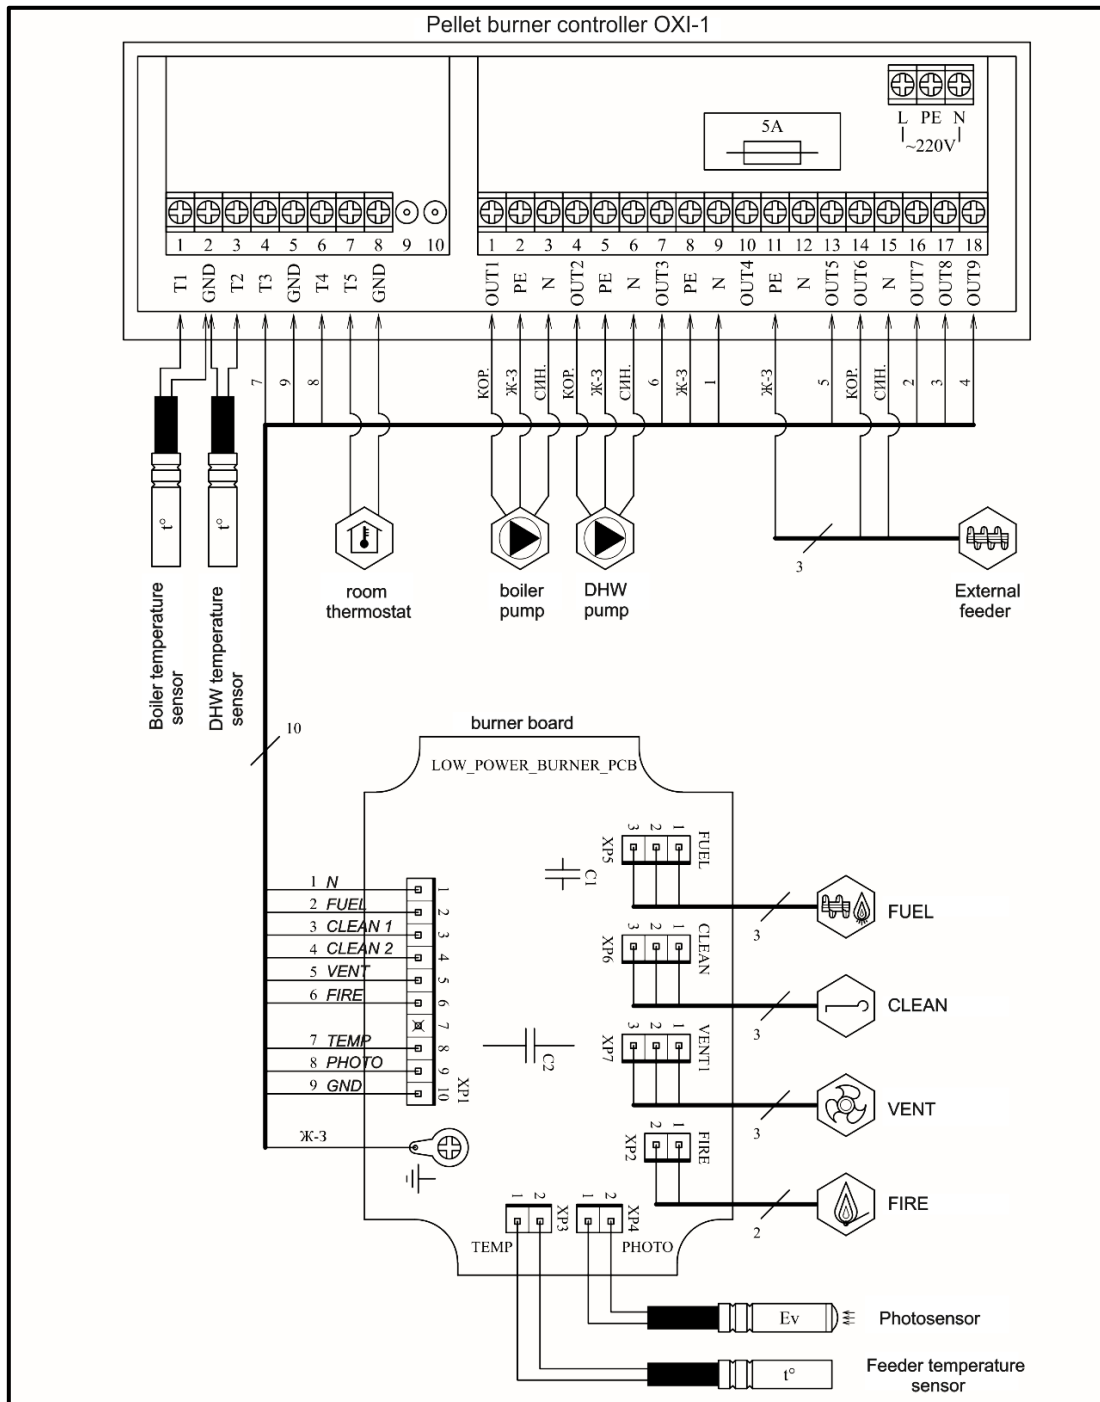 Pellet burner controller OXI-1
L PE N
~220V
5A
1 2 3 4 5 6 7 8 9 10
T1 GND T2 T3 GND T4 T5 GND
1 2 3 4 5 6 7 8 9 10 11 12 13 14 15 16 17 18
OUT1 PE N OUT2 PE N OUT3 PE N OUT4 PE N OUT5 OUT6 N OUT7 OUT8 OUT9
7 9 8 КОР. Ж-З СИН. КОР. Ж-З СИН. 6 Ж-З 1 Ж-З 5 КОР. СИН. 2 3 4
t° t°
3
room
thermostat
boiler
pump
DHW
pump
External
feeder
Boiler temperature
sensor
DHW temperature
sensor
10
burner board
LOW_POWER_BURNER_PCB
XP5 3 2 1 FUEL
C1
3
FUEL
1 N 1
2 FUEL 2
3 CLEAN 1 3
4 CLEAN 2 4
5 VENT 5
6 FIRE 6
7
7 TEMP 8
8 PHOTO 9
9 GND 10
XP1
XP6 3 2 1 CLEAN
3
CLEAN
C2
XP7 3 2 1 VENT1
3
VENT
Ж-З
XP2 2 1 FIRE
2
FIRE
1 2 XP3
1 2 XP4
TEMP
PHOTO
Ev
Photosensor
t°
Feeder temperature
sensor